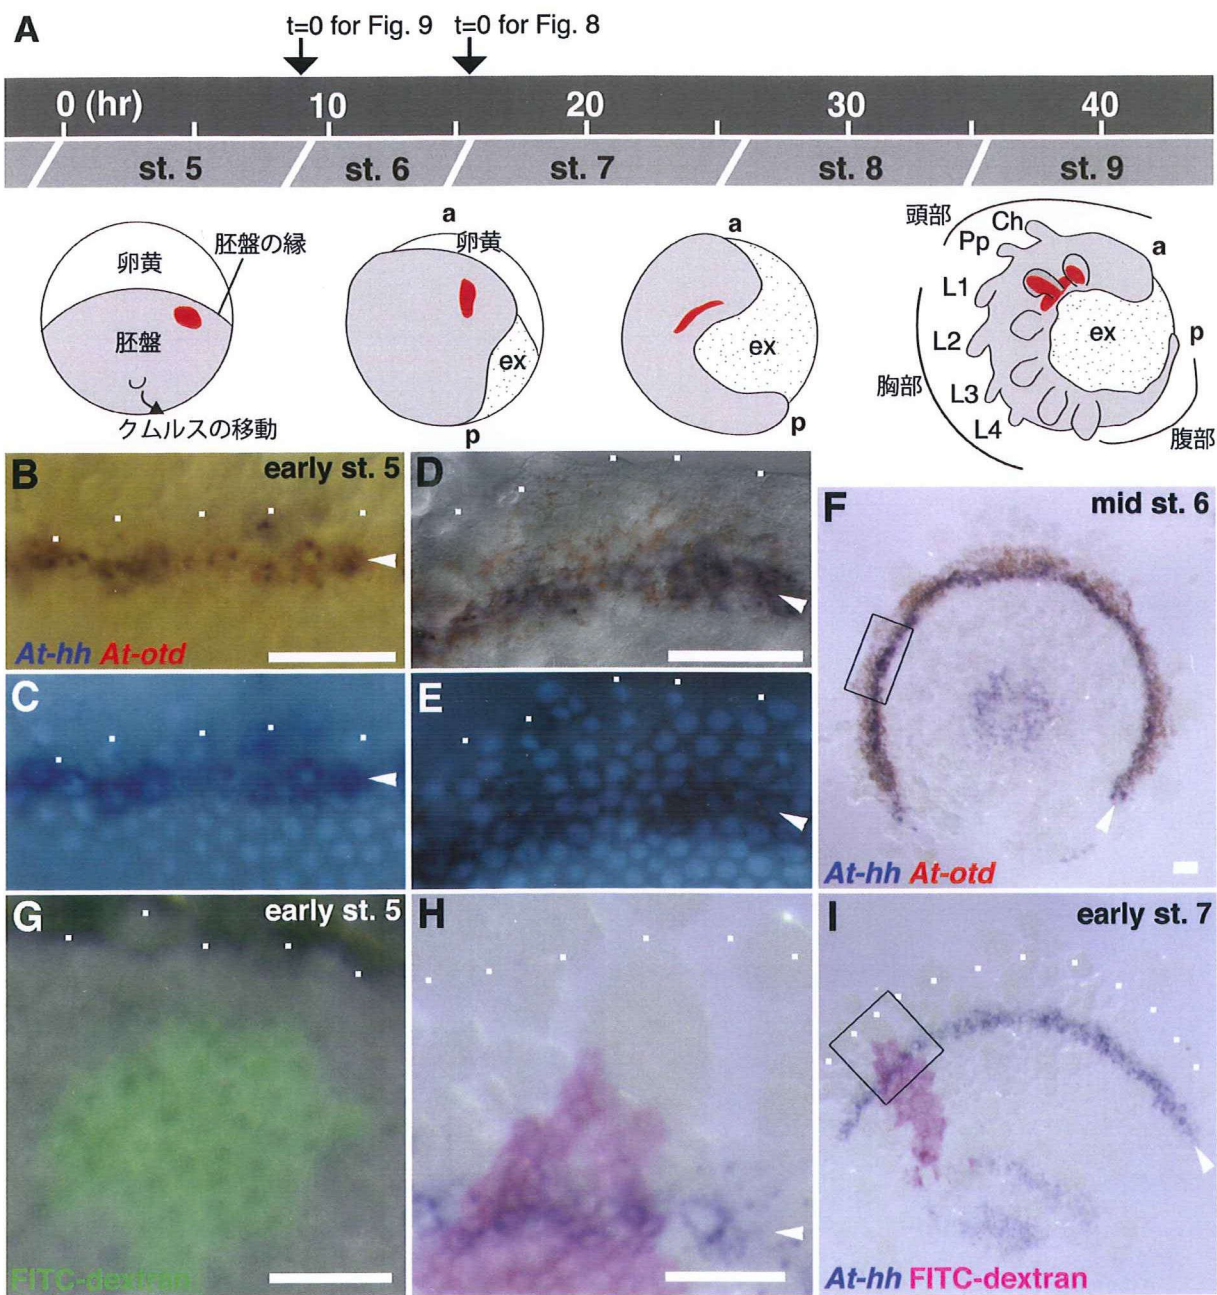 A
t=0 for Fig. 9
t=0 for Fig. 8
0 (hr)
10
20
30
40
st. 5
st. 6
st. 7
st. 8
st. 9
卵黄
胚盤の縁
胚盤
クムルスの移動
a
卵黄
ex
p
a
ex
p
頭部
Ch
Pp
a
L1
L2
ex
p
胸部
L3
L4
腹部
B
early st. 5
At-hh At-otd
C
D
E
F
mid st. 6
At-hh At-otd
G
early st. 5
FITC-dextran
H
I
early st. 7
At-hh FITC-dextran